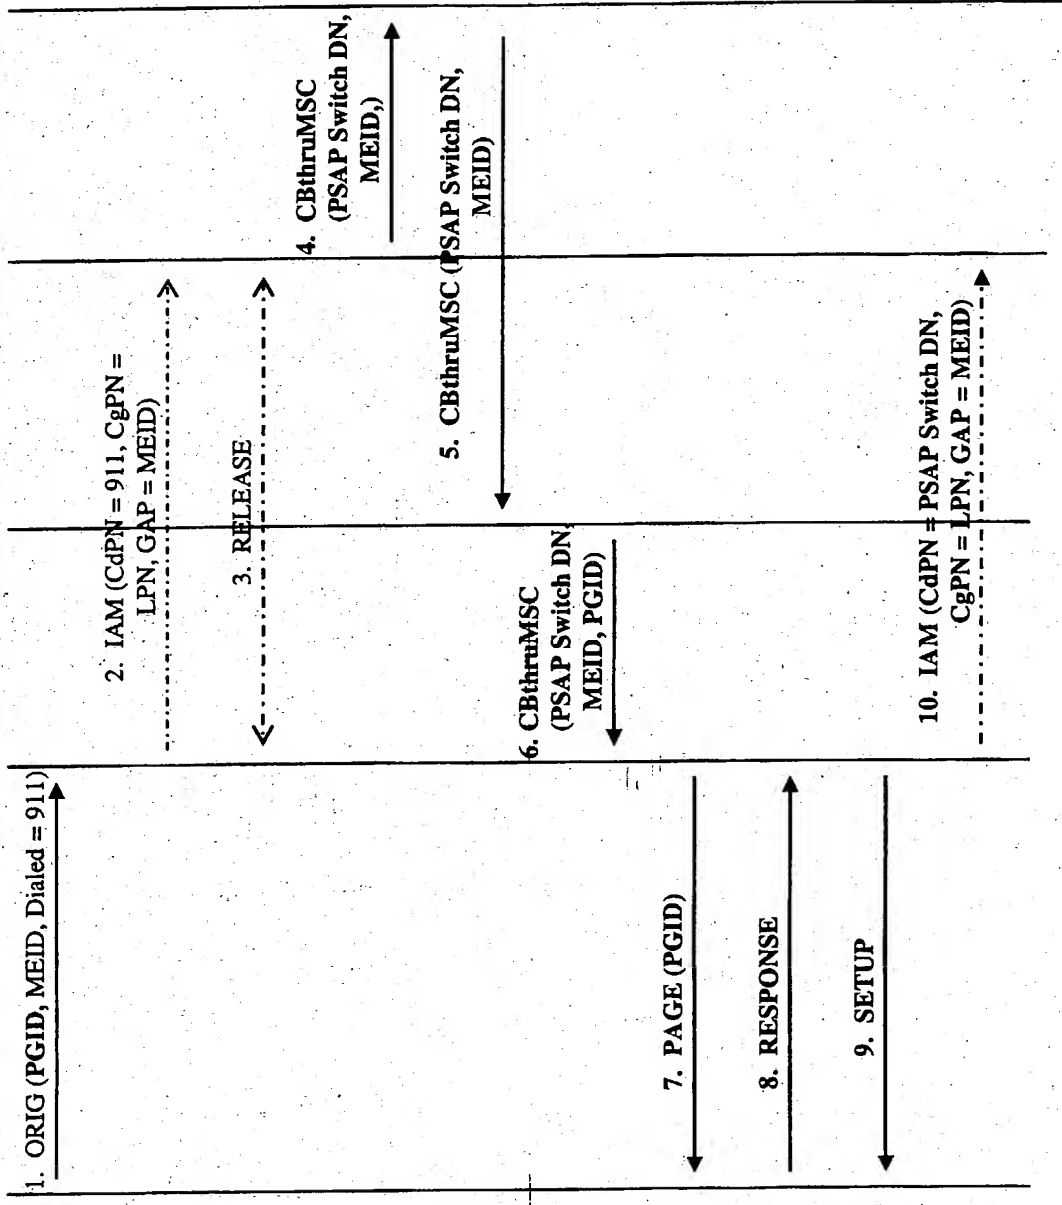 1. ORIG (PGID, MEID, Dialed = 911)
2. IAM (CdPN = 911, CgPN =
LPN, GAP = MEID)
3. RELEASE
4. CBthruMSC
(PSAP Switch DN,
MEID,)
5. CBthruMSC (PSAP Switch DN,
MEID)
6. CBthruMSC
(PSAP Switch DN,
MEID, PGID)
7. PAGE (PGID)
8. RESPONSE
9. SETUP
10. IAM (CdPN = PSAP Switch DN,
CgPN = LPN, GAP = MEID)